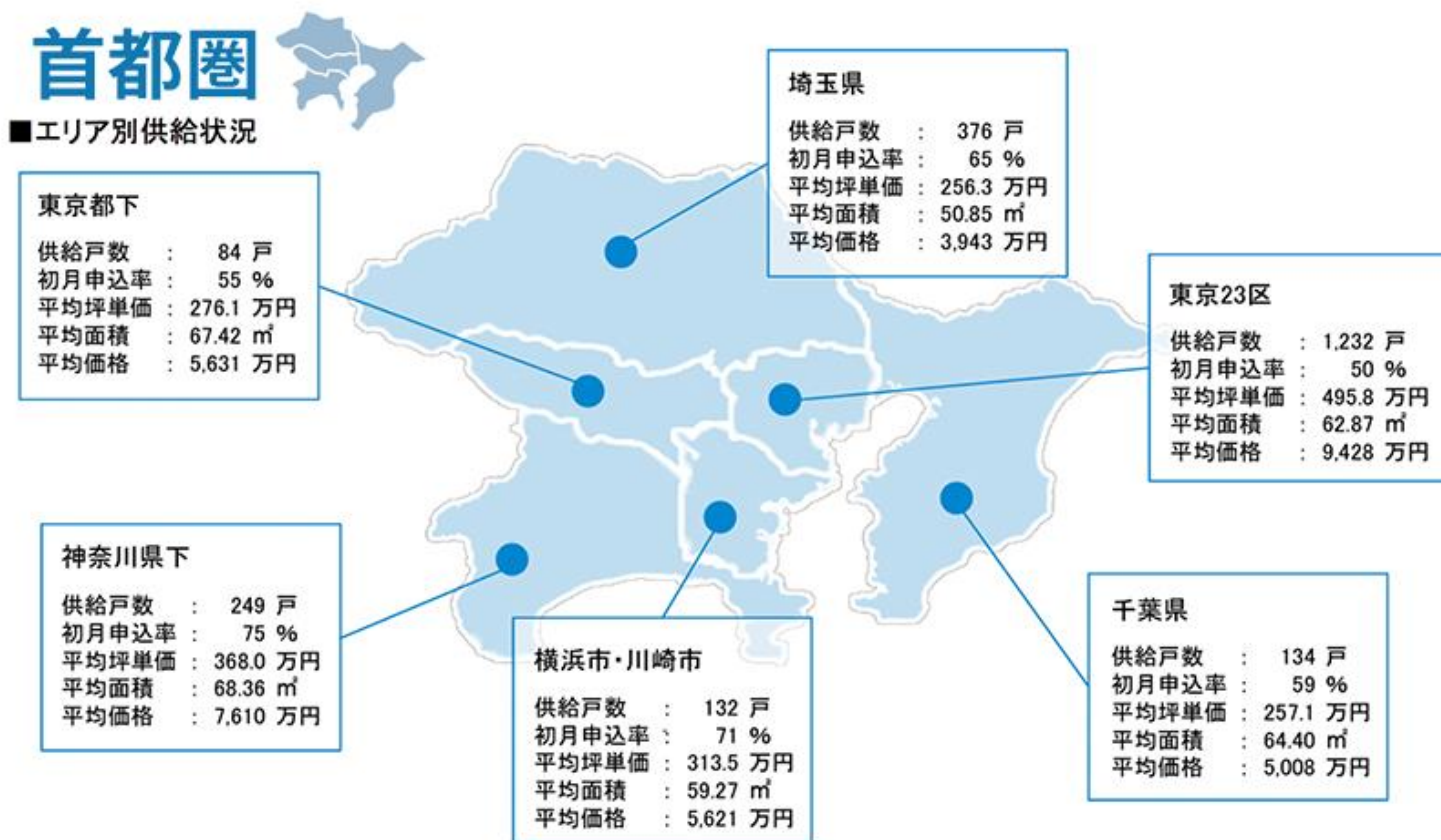 首都圏
■エリア別供給状況
東京都下
供給戸数 : 84 戸
初月申込率 : 55 %
平均坪単価 : 276.1 万円
平均面積 : 67.42 ㎡
平均価格 : 5,631 万円
埼玉県
供給戸数 : 376 戸
初月申込率 : 65 %
平均坪単価 : 256.3 万円
平均面積 : 50.85 ㎡
平均価格 : 3,943 万円
東京23区
供給戸数 : 1,232 戸
初月申込率 : 50 %
平均坪単価 : 495.8 万円
平均面積 : 62.87 ㎡
平均価格 : 9,428 万円
神奈川県下
供給戸数 : 249 戸
初月申込率 : 75 %
平均坪単価 : 368.0 万円
平均面積 : 68.36 ㎡
平均価格 : 7,610 万円
横浜市・川崎市
供給戸数 : 132 戸
初月申込率 : 71 %
平均坪単価 : 313.5 万円
平均面積 : 59.27 ㎡
平均価格 : 5,621 万円
千葉県
供給戸数 : 134 戸
初月申込率 : 59 %
平均坪単価 : 257.1 万円
平均面積 : 64.40 ㎡
平均価格 : 5,008 万円